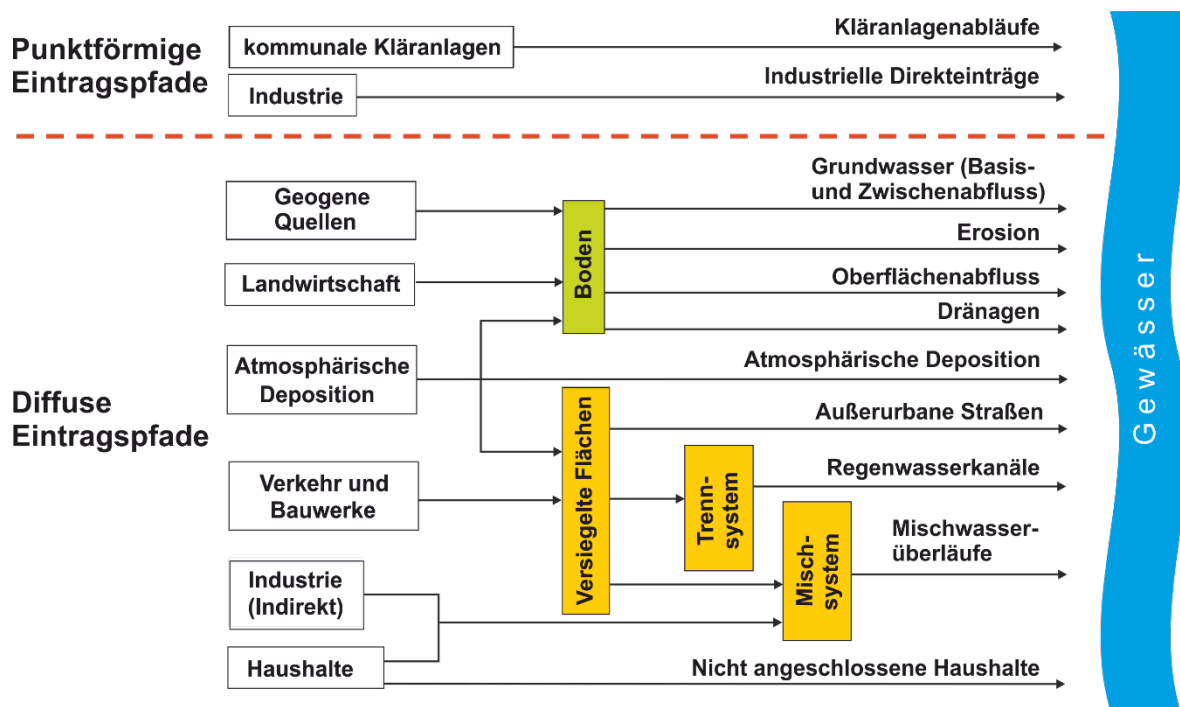 Punktförmige
Eintragspfade
kommunale Kläranlagen
Kläranlagenabläufe
Industrie
Industrielle Direkteinträge
Diffuse
Eintragspfade
Geogene
Quellen
Landwirtschaft
Atmosphärische
Deposition
Verkehr und
Bauwerke
Industrie
(Indirekt)
Haushalte
Boden
Versiegelte Flächen
Trenn-
system
Misch-
system
Grundwasser (Basis-
und Zwischenabfluss)
Erosion
Oberflächenabfluss
Dränagen
Atmosphärische Deposition
Außerurbane Straßen
Regenwasserkanäle
Mischwasser-
überläufe
Nicht angeschlossene Haushalte
Gewässer